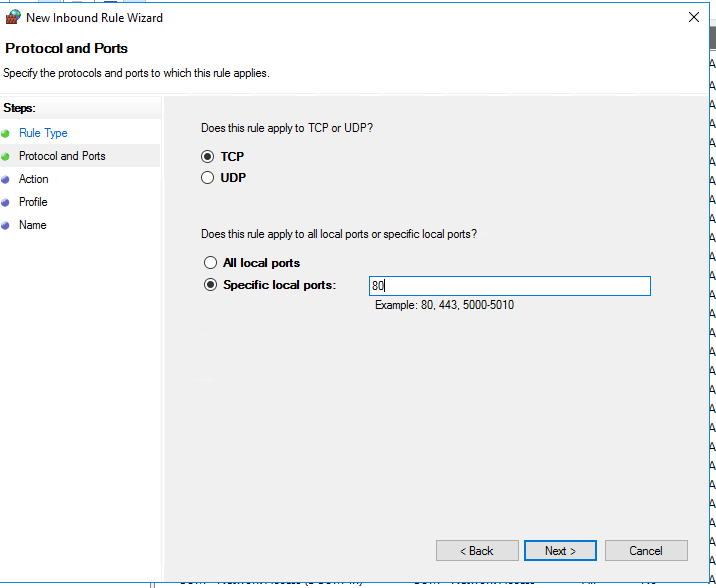 New Inbound Rule Wizard
Protocol and Ports
Specify the protocols and ports to which this rule applies.
Steps:
Rule Type
Protocol and Ports
Action
Profile
Name
Does this rule apply to TCP or UDP?
TCP
UDP
Does this rule apply to all local ports or specific local ports?
All local ports
Specific local ports:
80
Example: 80, 443, 5000-5010
< Back
Next >
Cancel